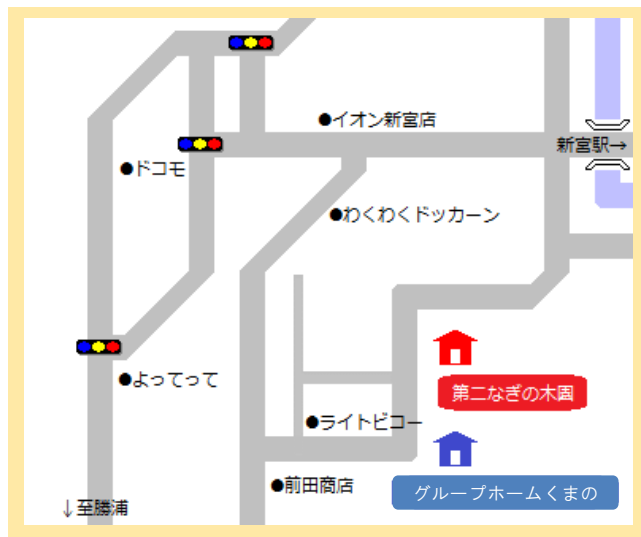 ●イオン新宮店
新宮駅→
●ドコモ
●わくわくドッカーン
●よってって
第二なぎの木園
●ライトビコー
●前田商店
グループホームくまの
↓至勝浦